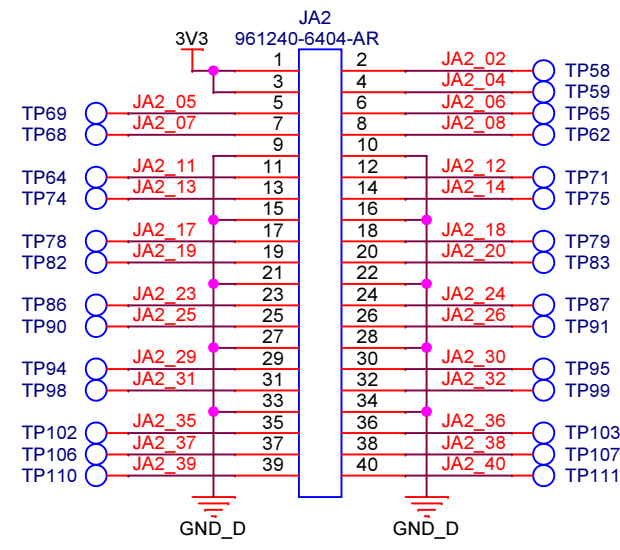 JA2
3V3 961240-6404-AR
1 2 JA2_02 TP58
3 4 JA2_04 TP59
TP69 JA2_05 5 6 JA2_06 TP65
TP68 JA2_07 7 8 JA2_08 TP62
9 10
TP64 JA2_11 11 12 JA2_12 TP71
TP74 JA2_13 13 14 JA2_14 TP75
15 16
TP78 JA2_17 17 18 JA2_18 TP79
TP82 JA2_19 19 20 JA2_20 TP83
21 22
TP86 JA2_23 23 24 JA2_24 TP87
TP90 JA2_25 25 26 JA2_26 TP91
27 28
TP94 JA2_29 29 30 JA2_30 TP95
TP98 JA2_31 31 32 JA2_32 TP99
33 34
TP102 JA2_35 35 36 JA2_36 TP103
TP106 JA2_37 37 38 JA2_38 TP107
TP110 JA2_39 39 40 JA2_40 TP111
GND_D GND_D